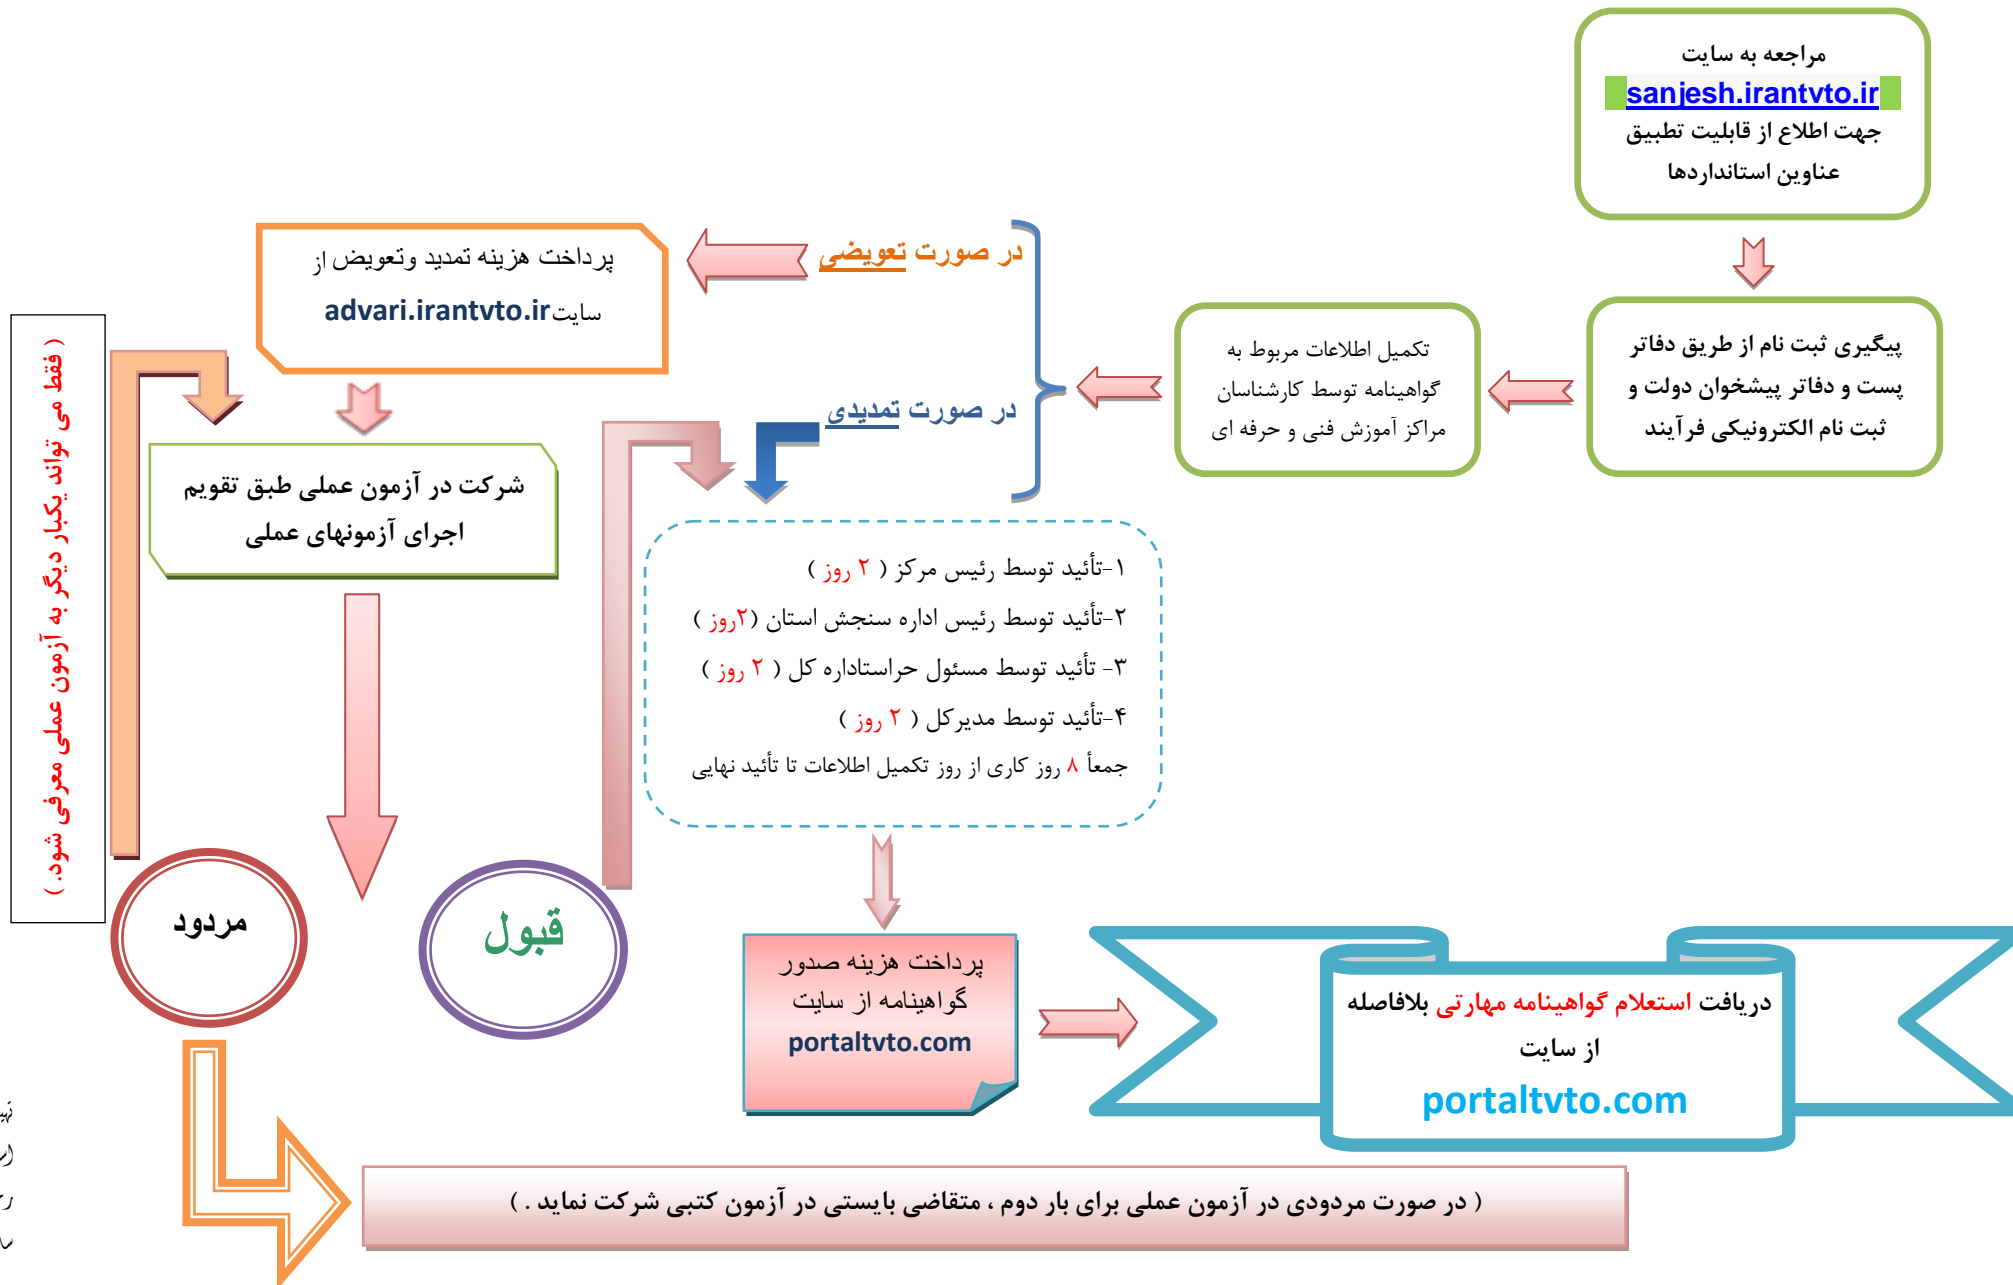 مراجعه به سایت
sanjesh.irantvto.ir
جهت اطلاع از قابلیت تطبیق
عناوین استانداردها
پیگیری ثبت نام از طریق دفاتر
پست و دفاتر پیشخوان دولت و
ثبت نام الکترونیکی فرآیند
تکمیل اطلاعات مربوط به
گواهینامه توسط کارشناسان
مراکز آموزش فنی و حرفه ای
در صورت تعویضی
در صورت تمدیدی
پرداخت هزینه تمدید وتعویض از
سایتadvari.irantvto.ir
شرکت در آزمون عملی طبق تقویم
اجرای آزمونهای عملی
( فقط می تواند یکبار دیگر به آزمون عملی معرفی شود. )
۱-تأئید توسط رئیس مرکز ( ۲ روز )
۲-تأئید توسط رئیس اداره سنجش استان (۲روز )
۳- تأئید توسط مسئول حراستاداره کل ( ۲ روز )
۴-تأئید توسط مدیرکل ( ۲ روز )
جمعأ ۸ روز کاری از روز تکمیل اطلاعات تا تأئید نهایی
مردود
قبول
پرداخت هزینه صدور
گواهینامه از سایت
portaltvto.com
دریافت استعلام گواهینامه مهارتی بلافاصله
از سایت
portaltvto.com
( در صورت مردودی در آزمون عملی برای بار دوم ، متقاضی بایستی در آزمون کتبی شرکت نماید . )